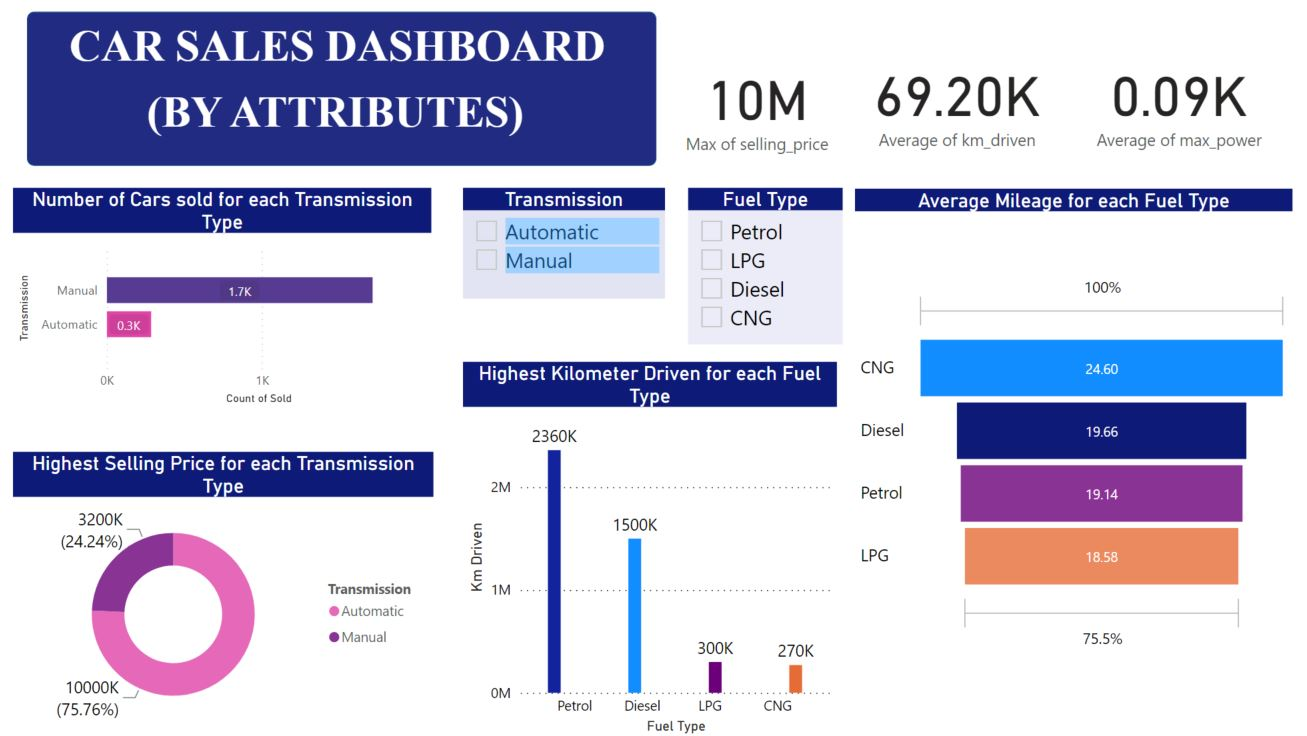 CAR SALES DASHBOARD
(BY ATTRIBUTES)
10M
Max of selling_price
69.20K
Average of km_driven
0.09K
Average of max_power
Number of Cars sold for each Transmission
Type
Transmission
Manual
1.7K
Automatic
0.3K
0K
1K
Count of Sold
Transmission
Automatic
Manual
Fuel Type
Petrol
LPG
Diesel
CNG
Average Mileage for each Fuel Type
100%
CNG
24.60
Diesel
19.66
Petrol
19.14
LPG
18.58
75.5%
Highest Selling Price for each Transmission
Type
3200K
(24.24%)
10000K
(75.76%)
Transmission
Automatic
Manual
Highest Kilometer Driven for each Fuel
Type
Km Driven
2M
1M
0M
2360K
1500K
300K
270K
Petrol
Diesel
LPG
CNG
Fuel Type